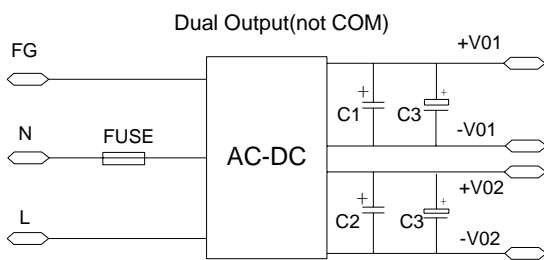 Dual Output(not COM)
FG
+V01
C1
C3
N
FUSE
-V01
AC-DC
+V02
L
C2
C3
-V02